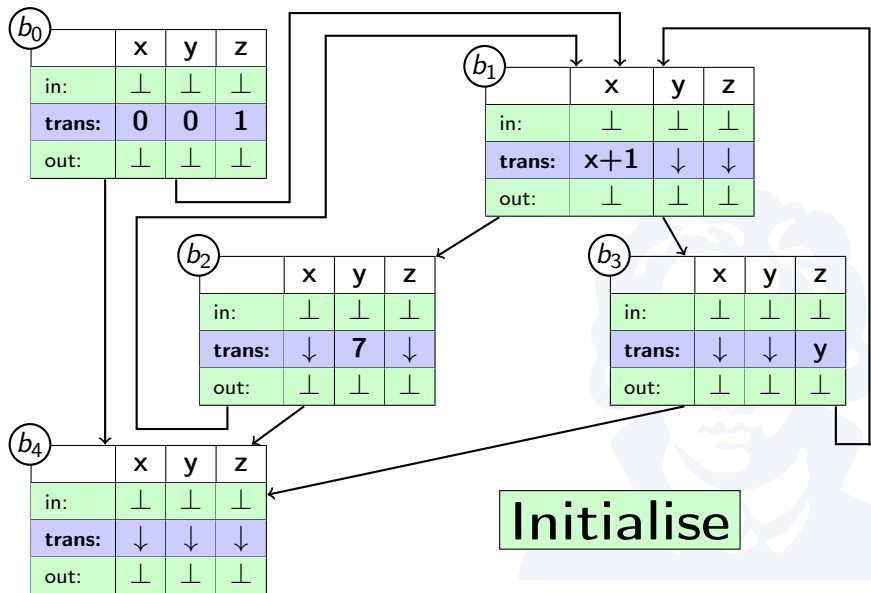 b0
x y z
in: ⊥ ⊥ ⊥
trans: 0 0 1
out: ⊥ ⊥ ⊥
b1
x y z
in: ⊥ ⊥ ⊥
trans: x+1 ↓ ↓
out: ⊥ ⊥ ⊥
b2
x y z
in: ⊥ ⊥ ⊥
trans: ↓ 7 ↓
out: ⊥ ⊥ ⊥
b3
x y z
in: ⊥ ⊥ ⊥
trans: ↓ ↓ y
out: ⊥ ⊥ ⊥
b4
x y z
in: ⊥ ⊥ ⊥
trans: ↓ ↓ ↓
out: ⊥ ⊥ ⊥
Initialise